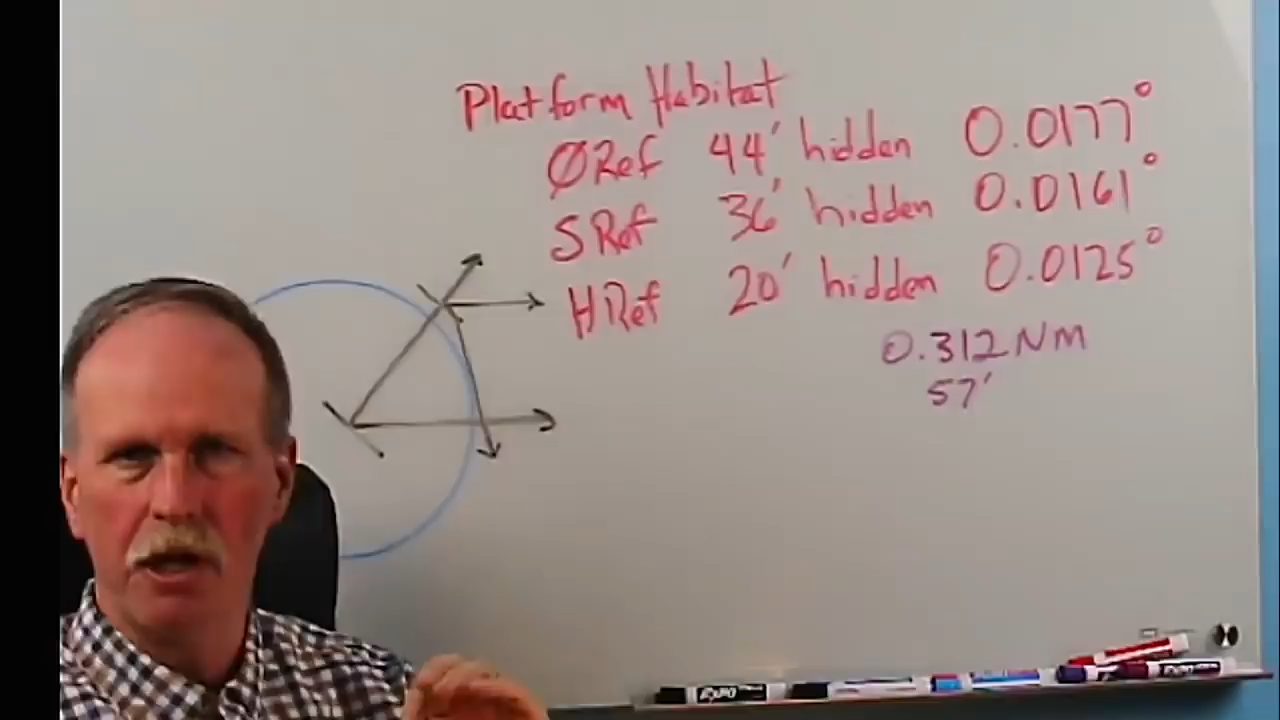 Platform Habitat
ØRef 44' hidden 0.0177°
SRef 36' hidden 0.0161°
HRef 20' hidden 0.0125°
0.312 NM
57'
EXPO